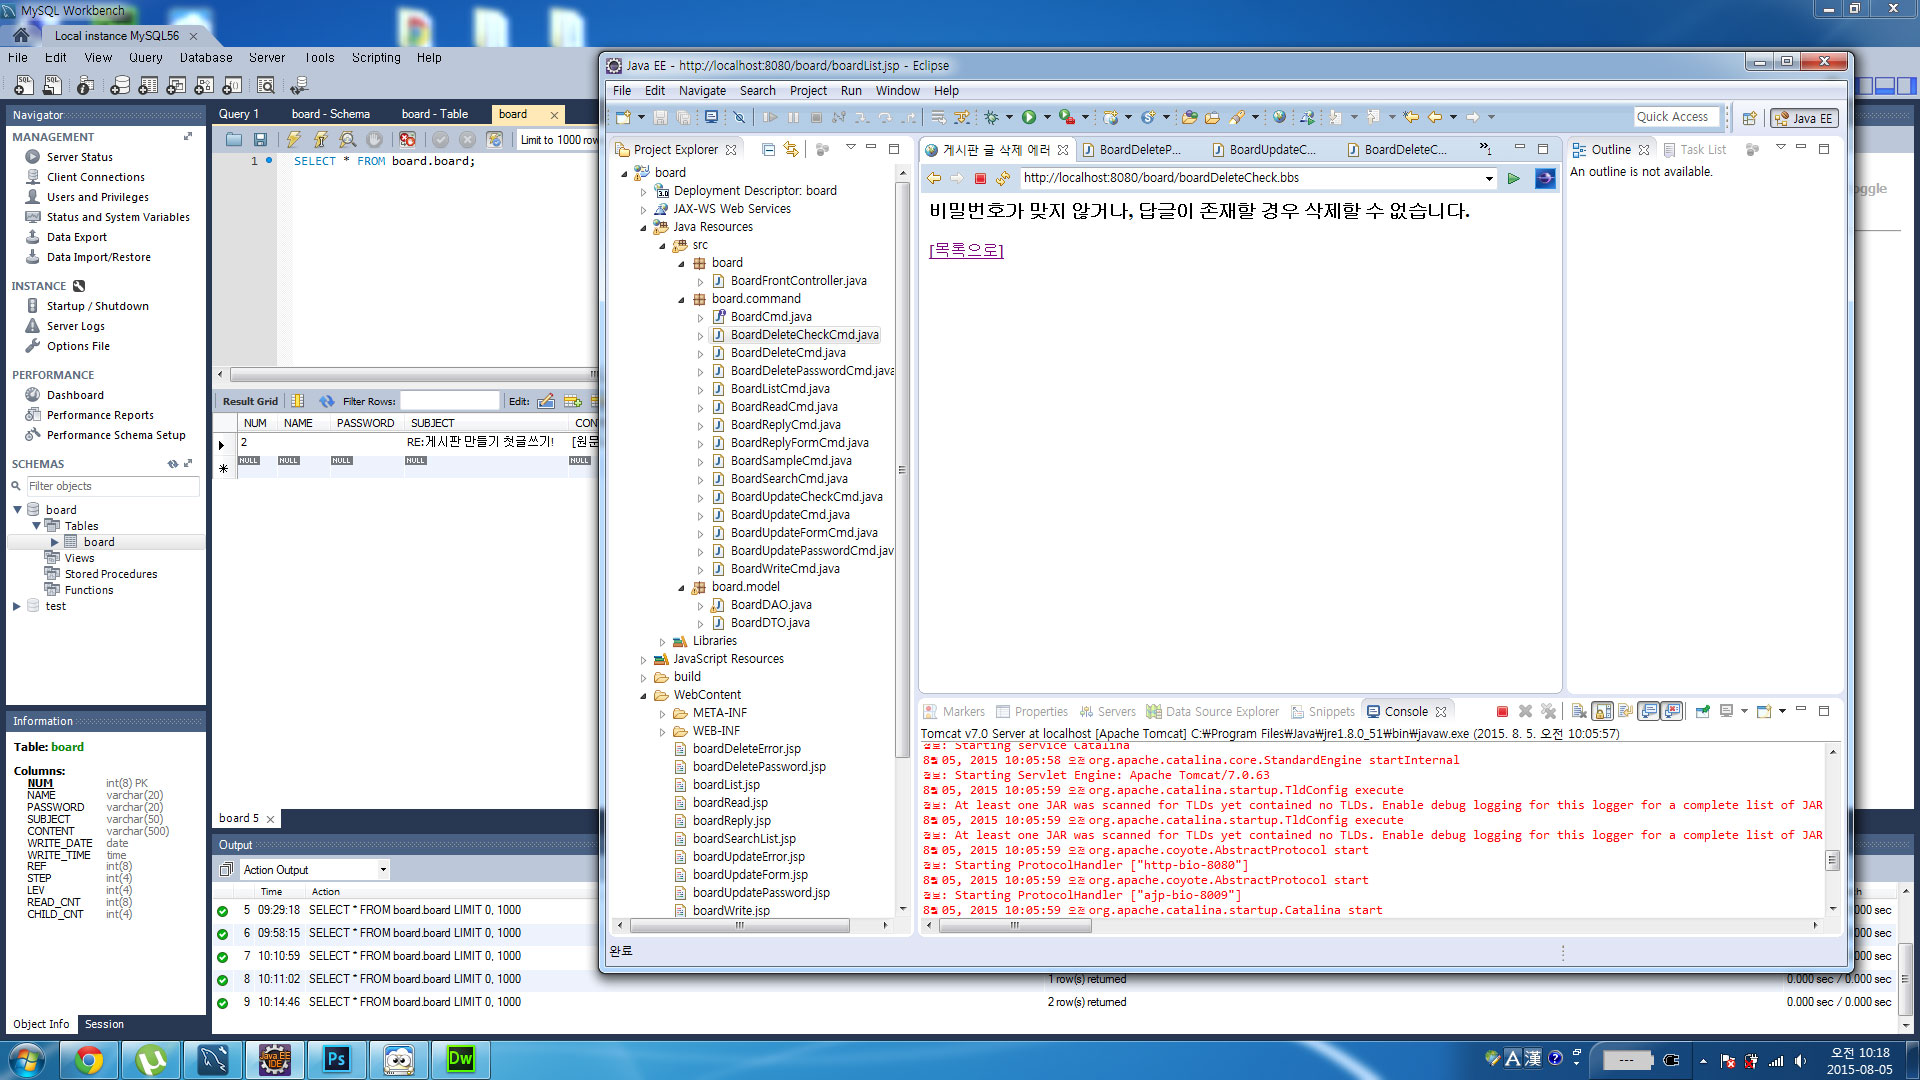 MySQL Workbench
Local instance MySQL56
File Edit View Query Database Server Tools Scripting Help
Navigator
MANAGEMENT
Server Status
Client Connections
Users and Privileges
Status and System Variables
Data Export
Data Import/Restore
INSTANCE
Startup / Shutdown
Server Logs
Options File
PERFORMANCE
Dashboard
Performance Reports
Performance Schema Setup
SCHEMAS
Filter objects
board
Tables
board
Views
Stored Procedures
Functions
test
Information
Table: board
Columns:
NUM int(8) PK
NAME varchar(20)
PASSWORD varchar(20)
SUBJECT varchar(50)
CONTENT varchar(500)
WRITE_DATE date
WRITE_TIME time
REF int(8)
STEP int(4)
LEV int(4)
READ_CNT int(8)
CHILD_CNT int(4)
Object Info Session
Query 1 board - Schema board - Table board
Limit to 1000 row
1 SELECT * FROM board.board;
Result Grid Filter Rows: Edit:
NUM NAME PASSWORD SUBJECT CON
2 RE:게시판 만들기 첫글쓰기! [원문
NULL NULL NULL NULL NULL
board 5
Output
Action Output
Time Action
5 09:29:18 SELECT * FROM board.board LIMIT 0, 1000
6 09:58:15 SELECT * FROM board.board LIMIT 0, 1000
7 10:10:59 SELECT * FROM board.board LIMIT 0, 1000
8 10:11:02 SELECT * FROM board.board LIMIT 0, 1000 1 row(s) returned 0.000 sec / 0.000 sec
9 10:14:46 SELECT * FROM board.board LIMIT 0, 1000 2 row(s) returned 0.000 sec / 0.000 sec
000 sec
000 sec
000 sec
Java EE - http://localhost:8080/board/boardList.jsp - Eclipse
File Edit Navigate Search Project Run Window Help
Quick Access
Java EE
Project Explorer
board
Deployment Descriptor: board
JAX-WS Web Services
Java Resources
src
board
BoardFrontController.java
board.command
BoardCmd.java
BoardDeleteCheckCmd.java
BoardDeleteCmd.java
BoardDeletePasswordCmd.java
BoardListCmd.java
BoardReadCmd.java
BoardReplyCmd.java
BoardReplyFormCmd.java
BoardSampleCmd.java
BoardSearchCmd.java
BoardUpdateCheckCmd.java
BoardUpdateCmd.java
BoardUpdateFormCmd.java
BoardUpdatePasswordCmd.jav
BoardWriteCmd.java
board.model
BoardDAO.java
BoardDTO.java
Libraries
JavaScript Resources
build
WebContent
META-INF
WEB-INF
boardDeleteError.jsp
boardDeletePassword.jsp
boardList.jsp
boardRead.jsp
boardReply.jsp
boardSearchList.jsp
boardUpdateError.jsp
boardUpdateForm.jsp
boardUpdatePassword.jsp
boardWrite.jsp
게시판 글 삭제 에러 BoardDeleteP... BoardUpdateC... BoardDeleteC... »1
http://localhost:8080/board/boardDeleteCheck.bbs
비밀번호가 맞지 않거나, 답글이 존재할 경우 삭제할 수 없습니다.
[목록으로]
Outline Task List
An outline is not available.
oggle
Markers Properties Servers Data Source Explorer Snippets Console
Tomcat v7.0 Server at localhost [Apache Tomcat] C:₩Program Files₩Java₩jre1.8.0_51₩bin₩javaw.exe (2015. 8. 5. 오전 10:05:57)
정보: Starting service Catalina
8월 05, 2015 10:05:58 오전 org.apache.catalina.core.StandardEngine startInternal
정보: Starting Servlet Engine: Apache Tomcat/7.0.63
8월 05, 2015 10:05:59 오전 org.apache.catalina.startup.TldConfig execute
정보: At least one JAR was scanned for TLDs yet contained no TLDs. Enable debug logging for this logger for a complete list of JAR
8월 05, 2015 10:05:59 오전 org.apache.catalina.startup.TldConfig execute
정보: At least one JAR was scanned for TLDs yet contained no TLDs. Enable debug logging for this logger for a complete list of JAR
8월 05, 2015 10:05:59 오전 org.apache.coyote.AbstractProtocol start
정보: Starting ProtocolHandler ["http-bio-8080"]
8월 05, 2015 10:05:59 오전 org.apache.coyote.AbstractProtocol start
정보: Starting ProtocolHandler ["ajp-bio-8009"]
8월 05, 2015 10:05:59 오전 org.apache.catalina.startup.Catalina start
완료
Java EE IDE
Ps
Dw
A 漢
오전 10:18
2015-08-05